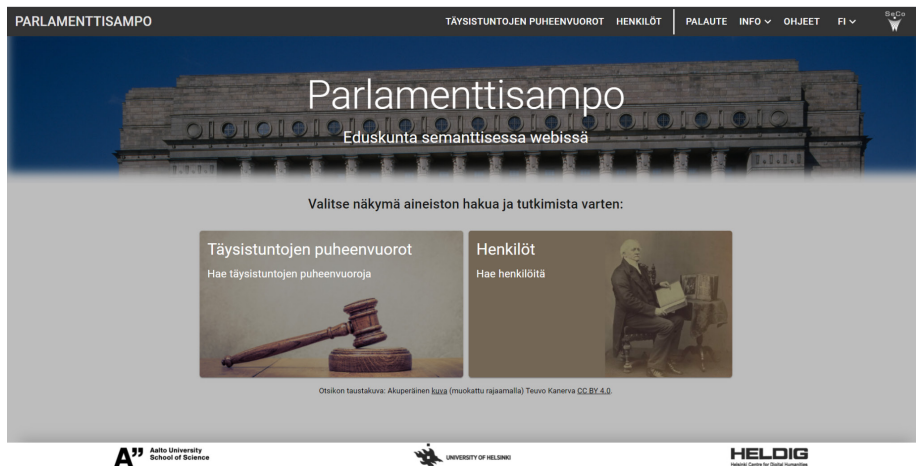 PARLAMENTTISAMPO
TÄYSISTUNTOJEN PUHEENVUOROT HENKILÖT PALAUTE INFO OHJEET FI SeCo
Parlamenttisampo
Eduskunta semanttisessa webissä
Valitse näkymä aineiston hakua ja tutkimista varten:
Täysistuntojen puheenvuorot
Hae täysistuntojen puheenvuoroja
Henkilöt
Hae henkilöitä
Otsikon taustakuva: Akuperäinen kuva (muokattu rajaamalla) Teuvo Kanerva CC BY 4.0.
A”
Aalto University
School of Science
UNIVERSITY OF HELSINKI
HELDIG
Helsinki Centre for Digital Humanities